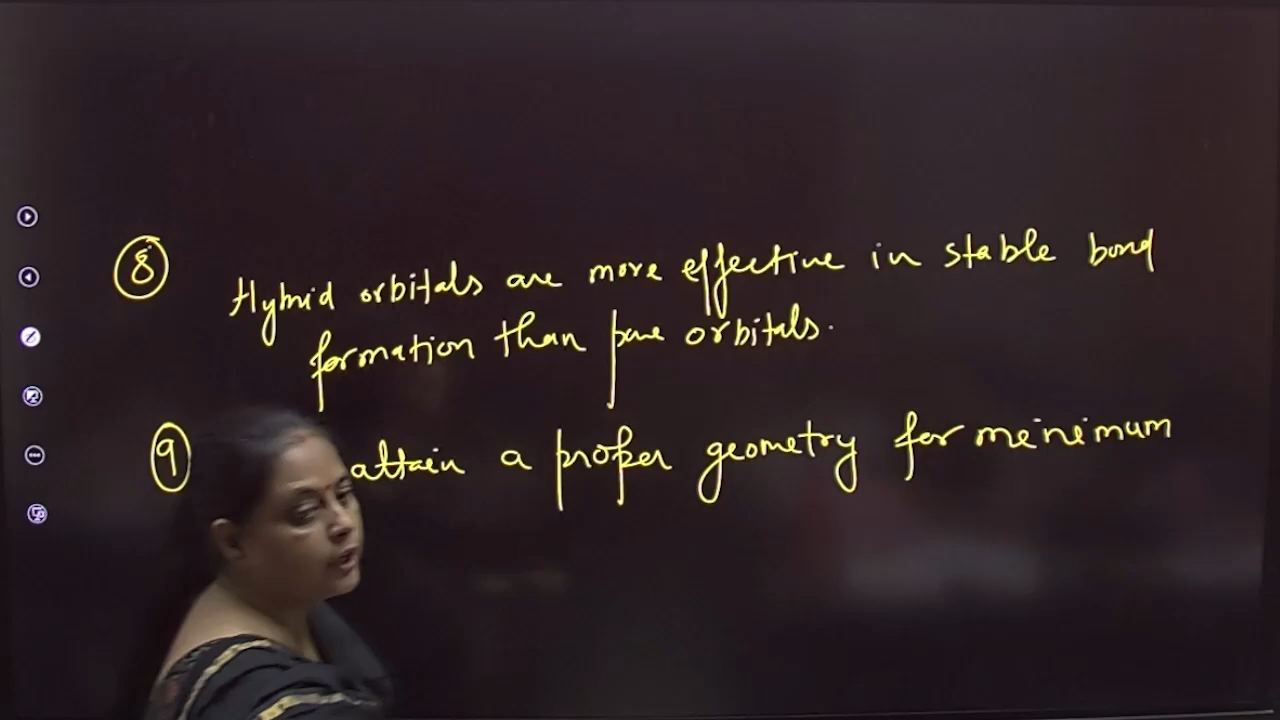 8
Hybrid orbitals are more effective in stable bond
formation than pure orbitals.
9 attain a proper geometry for minimum